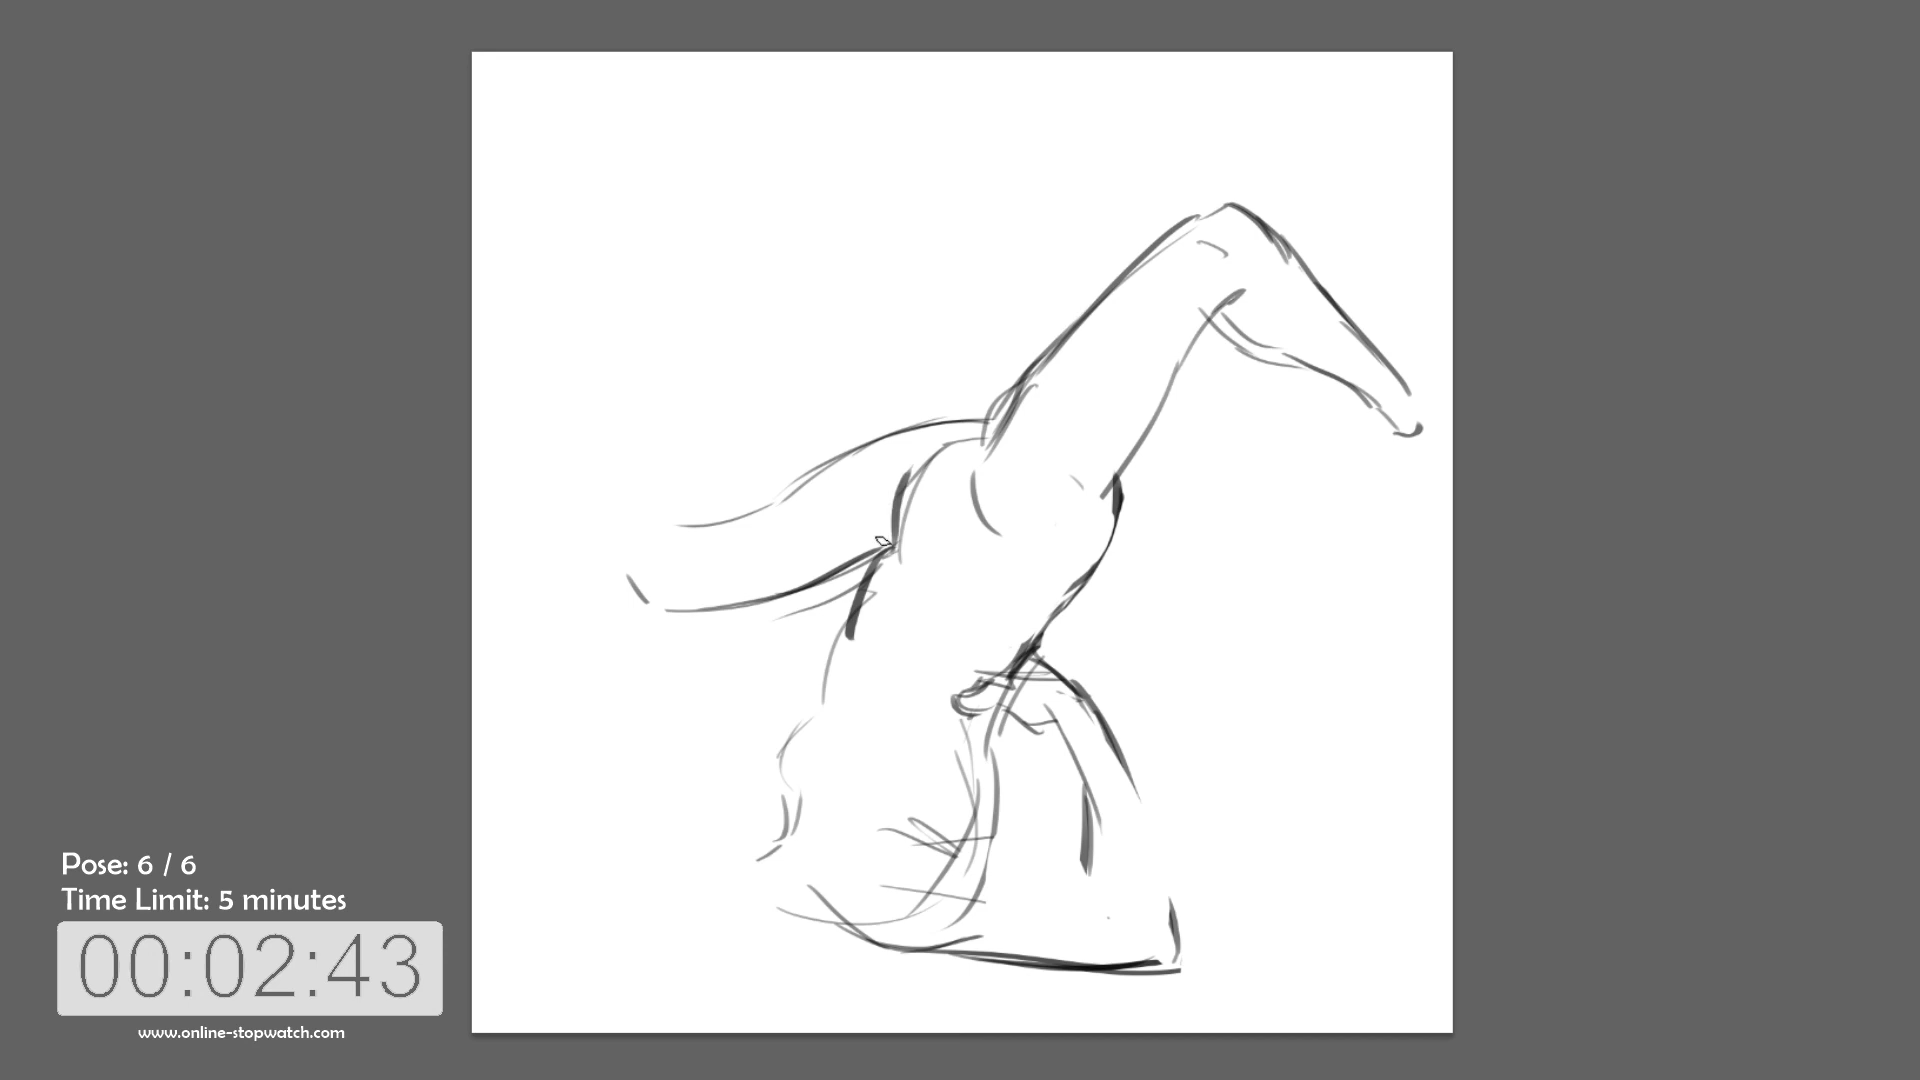 Pose: 6 / 6
Time Limit: 5 minutes
00:02:43
www.online-stopwatch.com